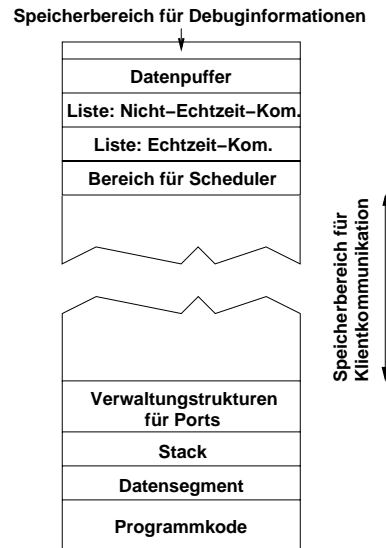 Speicherbereich für Debuginformationen
Datenpuffer
Liste: Nicht−Echtzeit−Kom.
Liste: Echtzeit−Kom.
Bereich für Scheduler
Speicherbereich für
Klientkommunikation
Verwaltungstrukturen
für Ports
Stack
Datensegment
Programmkode